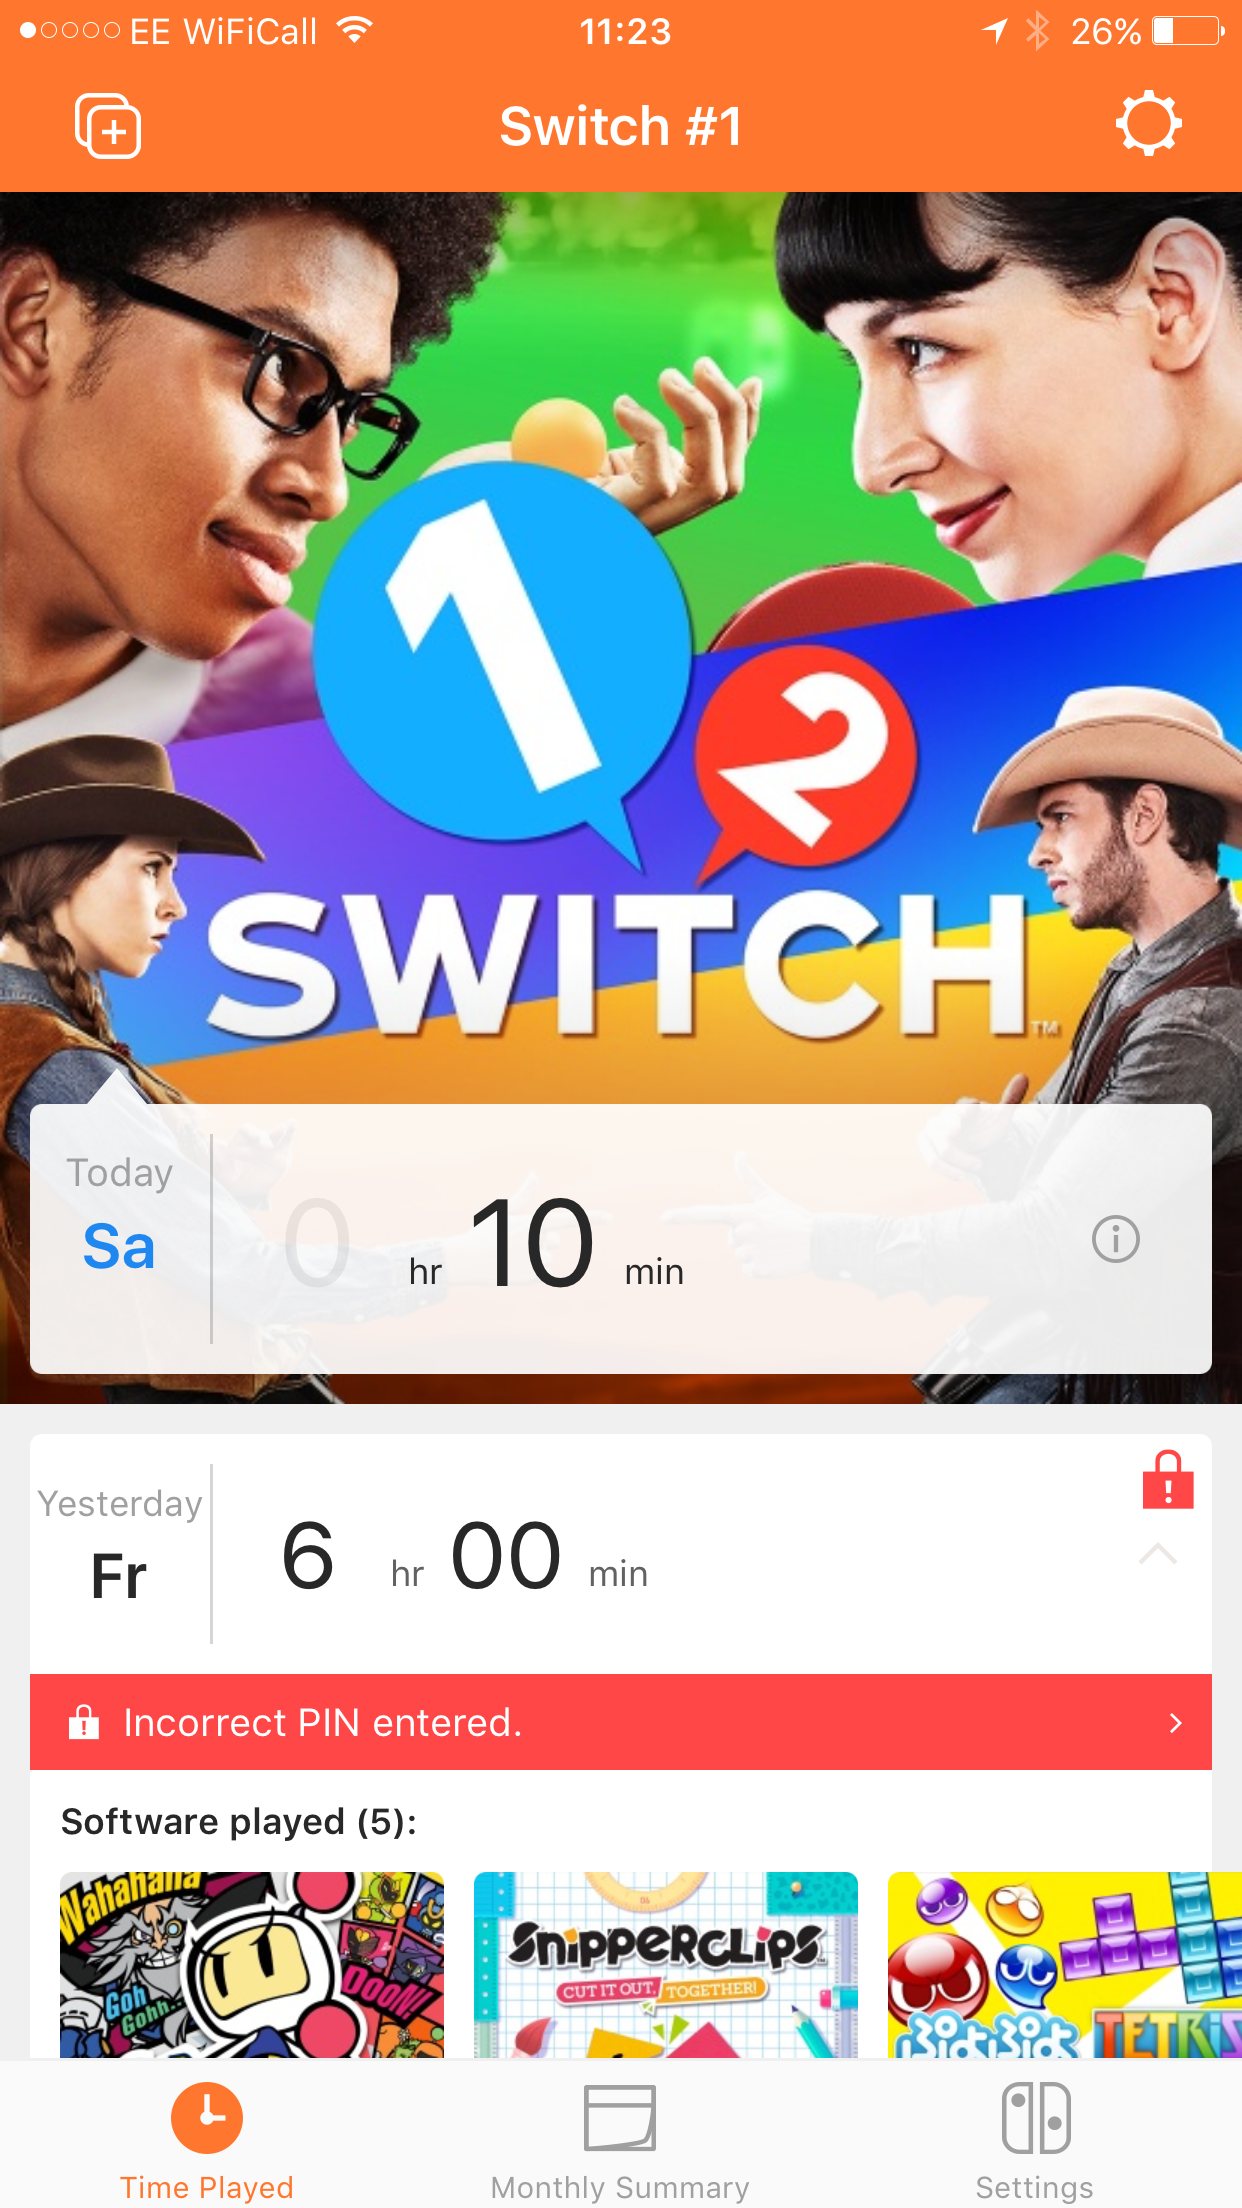 EE WiFiCall
11:23
26%
Switch #1
1
2
SWITCH™
Today
Sa
0 hr 10 min
Yesterday
Fr
6 hr 00 min
Incorrect PIN entered.
Software played (5):
Wahahaha
Goh
Gohh..
DOON!
SNIPPERCLIPS
CUT IT OUT, TOGETHER!
ぷよぷよ
TETRIS
Time Played
Monthly Summary
Settings